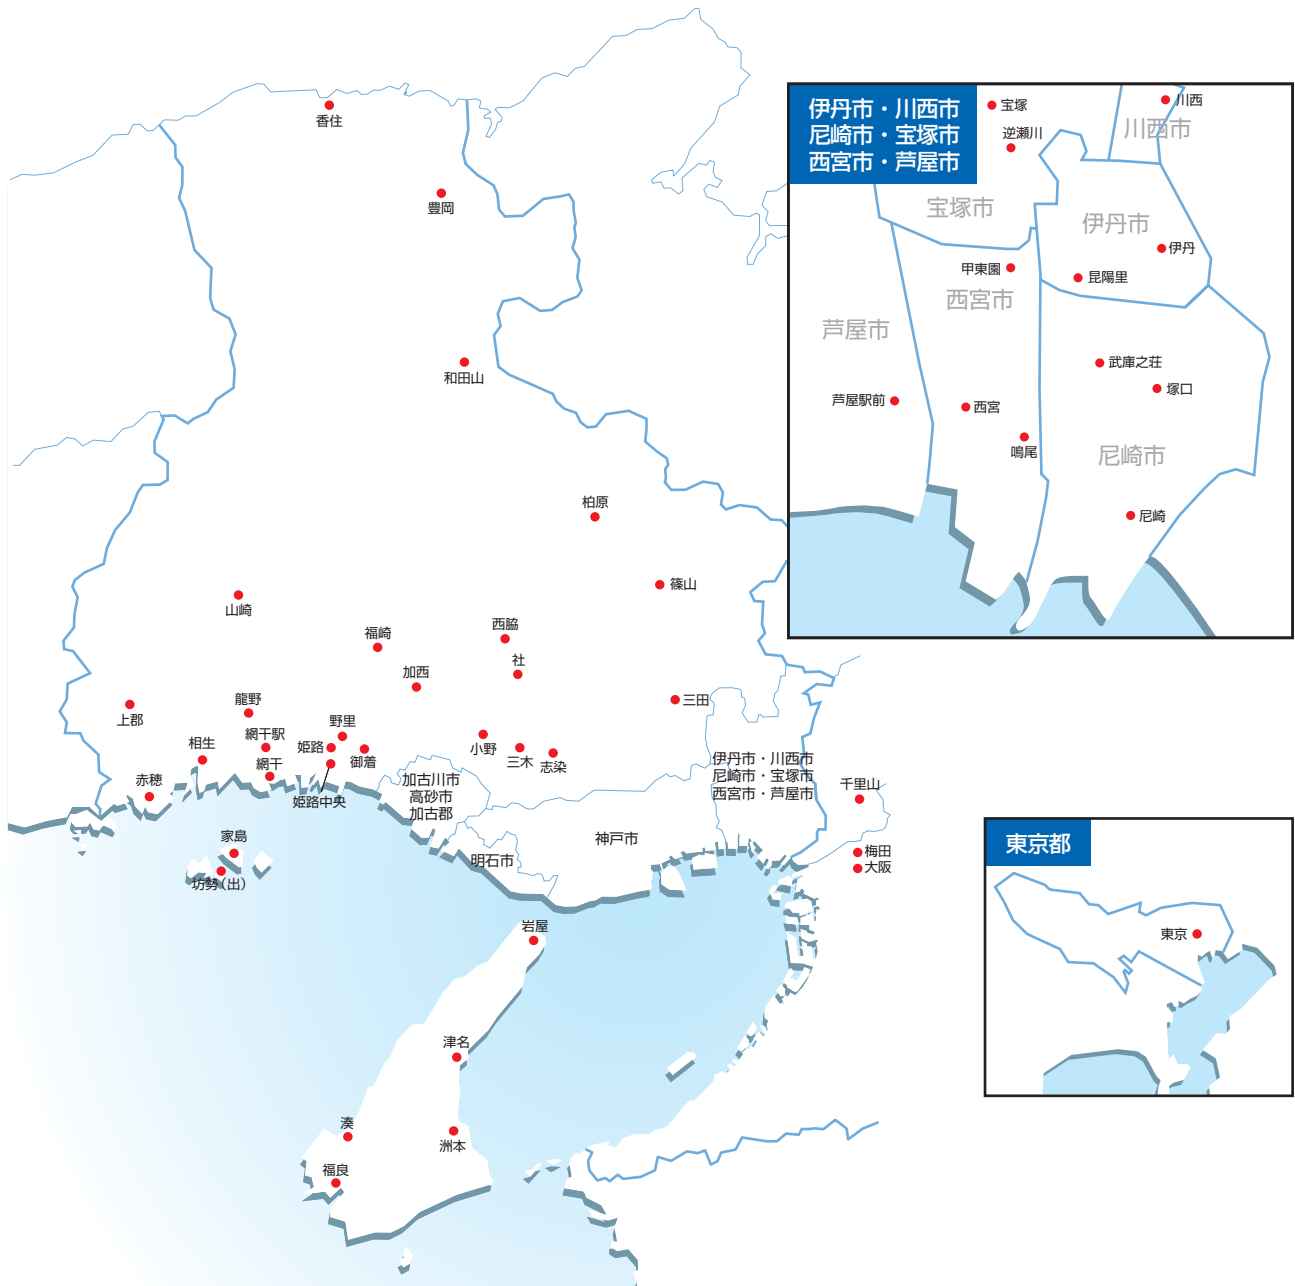 香住
豊岡
和田山
柏原
篠山
山崎
福崎
西脇
社
加西
三田
上郡
龍野
野里
網干駅
姫路
相生
御着
小野
三木
志染
網干
赤穂
姫路中央
加古川市
高砂市
加古郡
伊丹市・川西市
尼崎市・宝塚市
西宮市・芦屋市
千里山
神戸市
明石市
梅田
大阪
家島
坊勢(出)
岩屋
津名
湊
洲本
福良
伊丹市・川西市
尼崎市・宝塚市
西宮市・芦屋市
宝塚
川西
逆瀬川
川西市
宝塚市
伊丹市
伊丹
甲東園
昆陽里
西宮市
芦屋市
武庫之荘
塚口
芦屋駅前
西宮
鳴尾
尼崎市
尼崎
東京都
東京